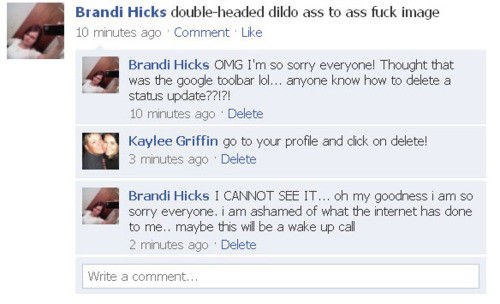 Brandi Hicks double-headed dildo ass to ass fuck image
10 minutes ago · Comment · Like
Brandi Hicks OMG I'm so sorry everyone! Thought that
was the google toolbar lol... anyone know how to delete a
status update??!?!
10 minutes ago · Delete
Kaylee Griffin go to your profile and click on delete!
3 minutes ago · Delete
Brandi Hicks I CANNOT SEE IT... oh my goodness i am so
sorry everyone. i am ashamed of what the internet has done
to me.. maybe this will be a wake up call
2 minutes ago · Delete
Write a comment...